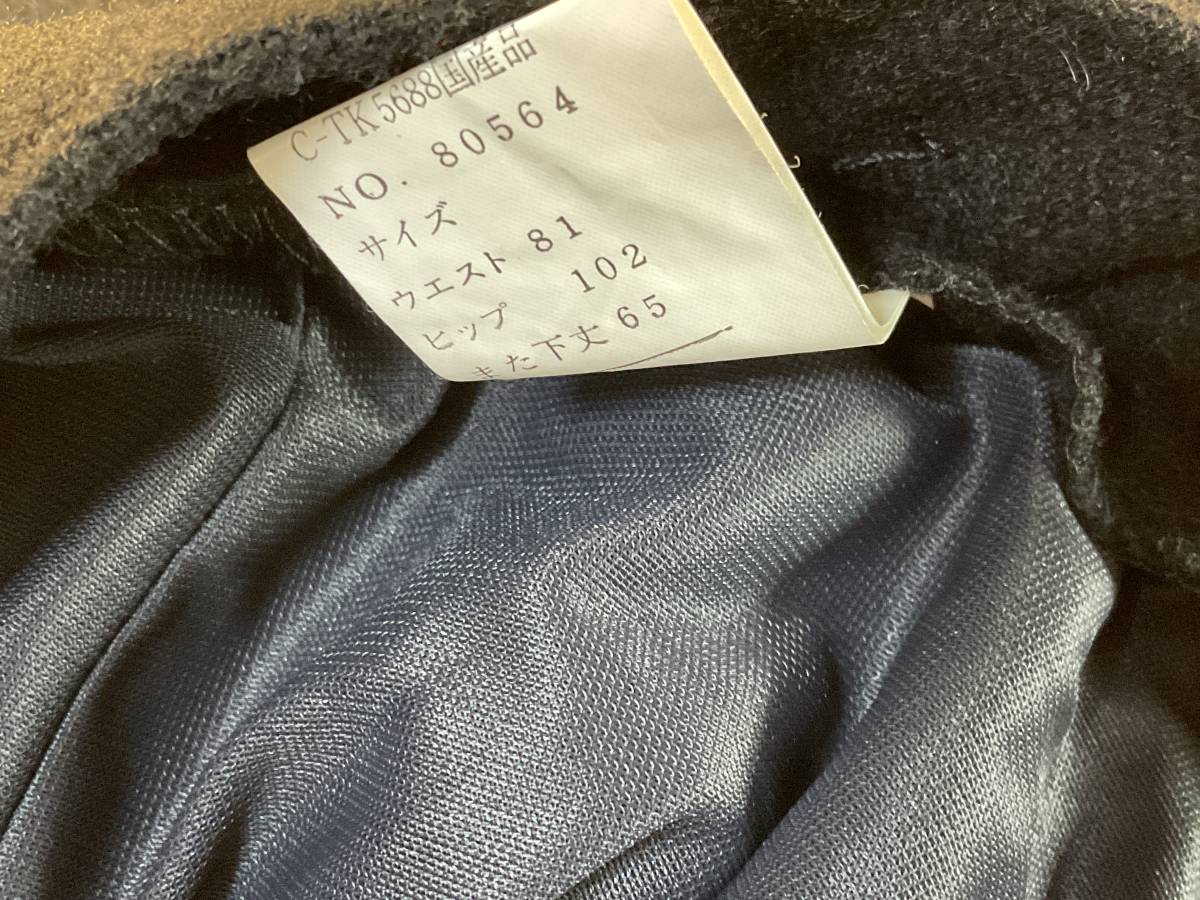 C-TK5688国産品
NO. 80564
サイズ
ウエスト 81
ヒップ 102
また下丈 65